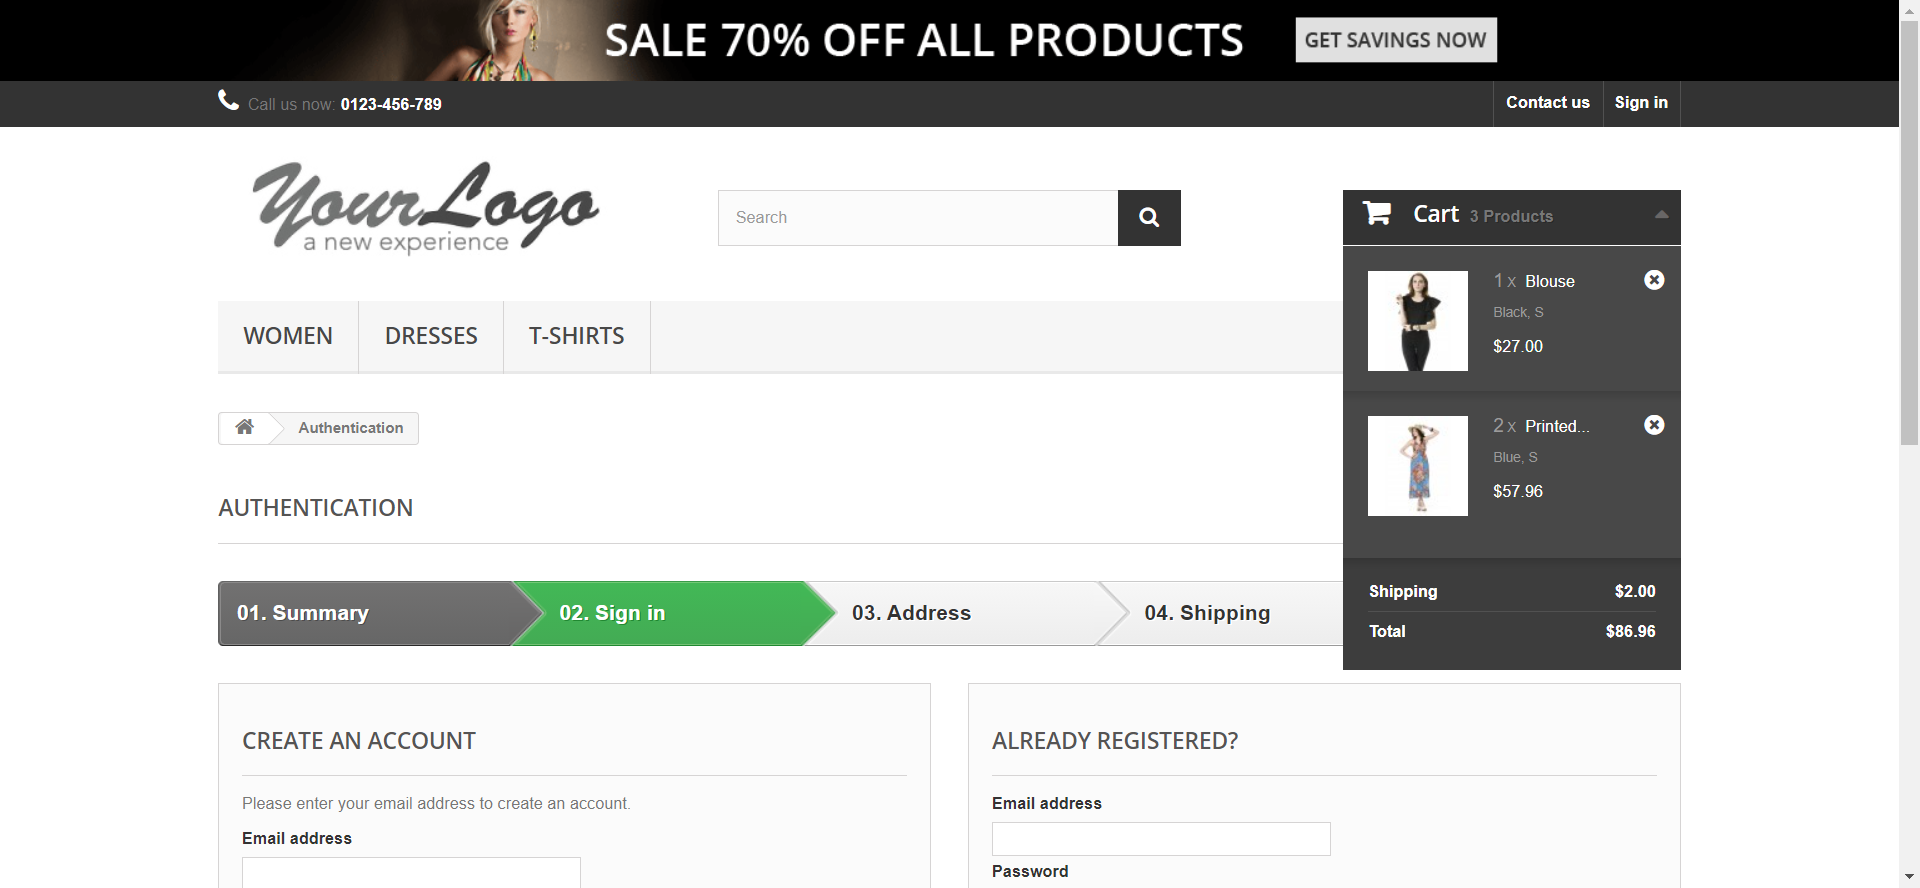 SALE 70% OFF ALL PRODUCTS
GET SAVINGS NOW
Call us now: 0123-456-789
Contact us
Sign in
Your Logo
a new experience
Search
Cart 3 Products
1 x Blouse
Black, S
$27.00
2 x Printed...
Blue, S
$57.96
Shipping $2.00
Total $86.96
WOMEN
DRESSES
T-SHIRTS
Authentication
AUTHENTICATION
01. Summary
02. Sign in
03. Address
04. Shipping
CREATE AN ACCOUNT
Please enter your email address to create an account.
Email address
ALREADY REGISTERED?
Email address
Password